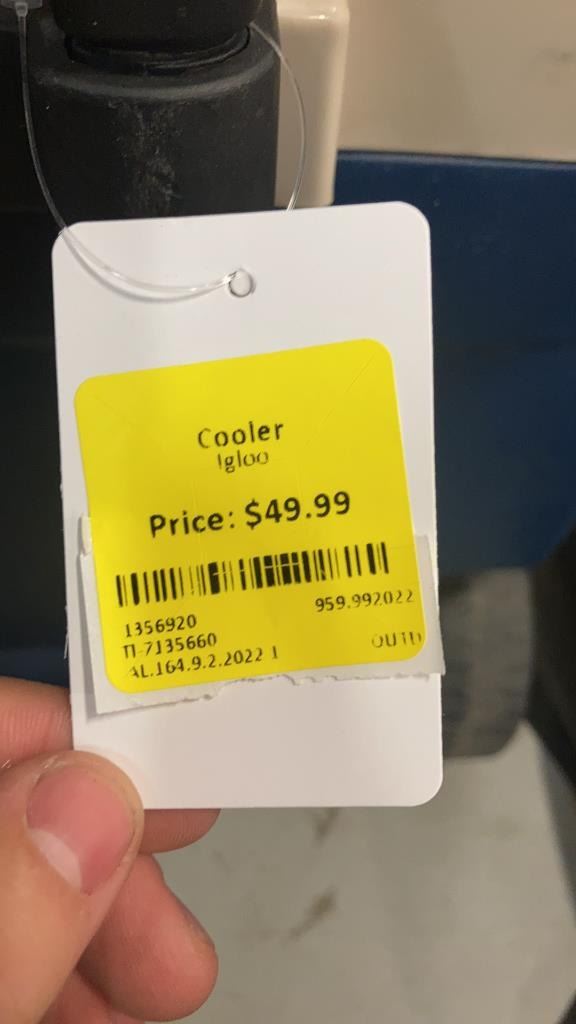 Cooler
Igloo
Price: $49.99
1356920
959.992022
TI-7135660
AL.164.9.2.2022 1
OUTD